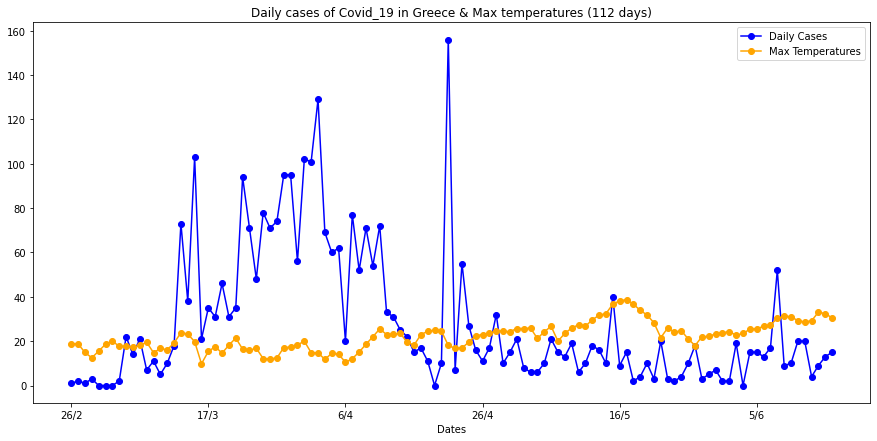 Daily cases of Covid_19 in Greece & Max temperatures (112 days)
Daily Cases
Max Temperatures
160
140
120
100
80
60
40
20
0
26/2 17/3 6/4 26/4 16/5 5/6
Dates